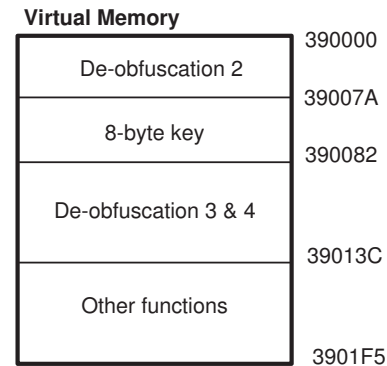 Virtual Memory
390000
De-obfuscation 2
39007A
8-byte key
390082
De-obfuscation 3 & 4
39013C
Other functions
3901F5